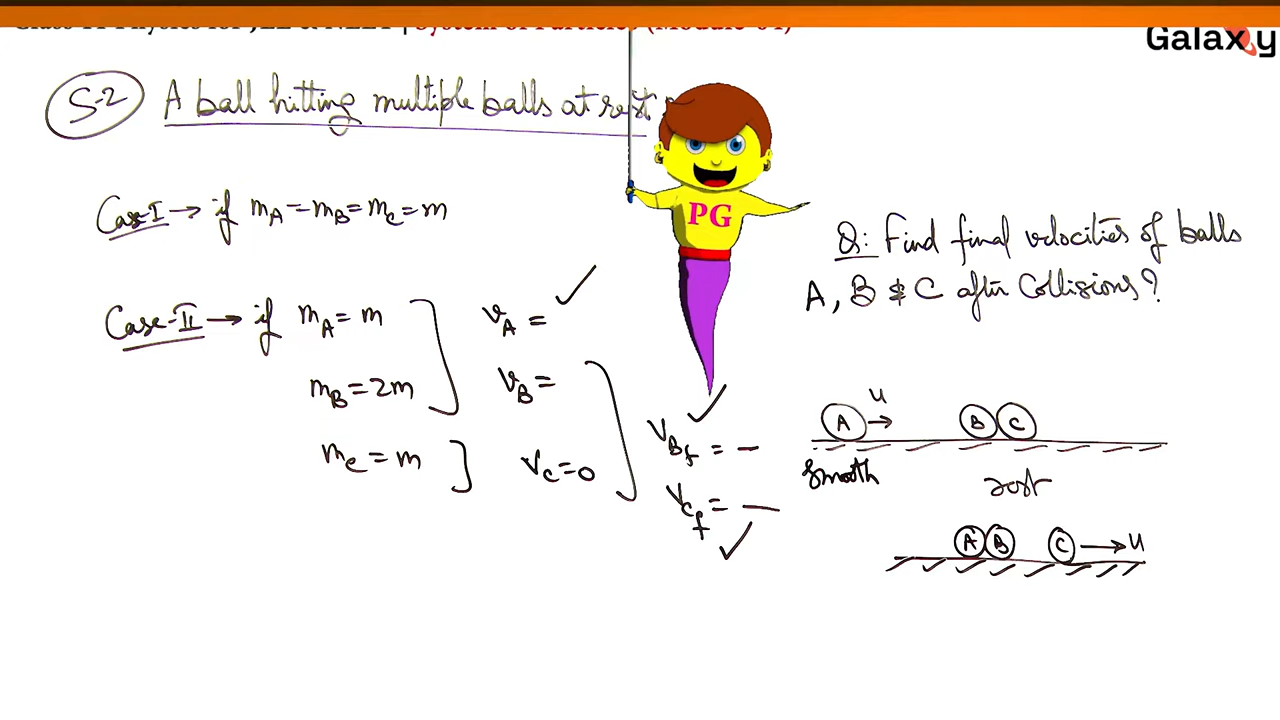 Galaxy
S-2 A ball hitting multiple balls at rest
PG
Case-I → if mA = mB = mC = m
Q: Find final velocities of balls
A, B & C after Collisions?
Case-II → if mA = m
mB = 2m
mC = m
vA =
vB =
vC = 0
VBf = —
VCf = —
A → u
B C
smooth
rest
A B C → u